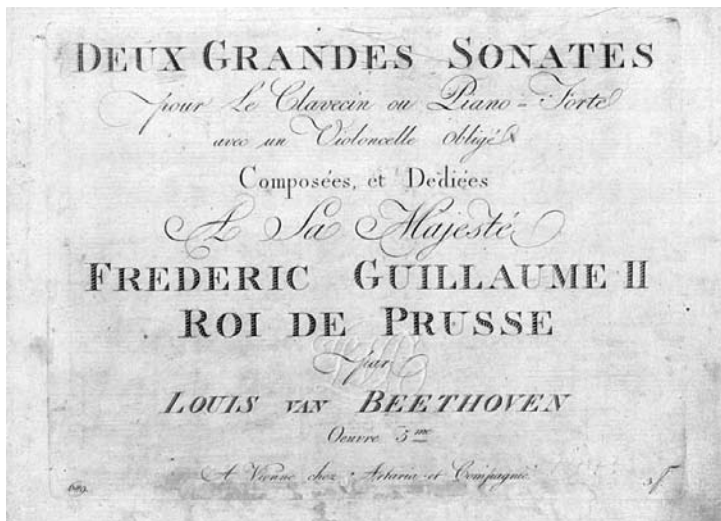 DEUX GRANDES SONATES
pour Le Clavecin ou Piano-Forte
avec un Violoncelle obligé
Composées, et Dediées
A Sa Majesté
FREDERIC GUILLAUME II
ROI DE PRUSSE
par
LOUIS VAN BEETHOVEN
Oeuvre 5me
A Vienne chez Artaria et Compagnie.
689.